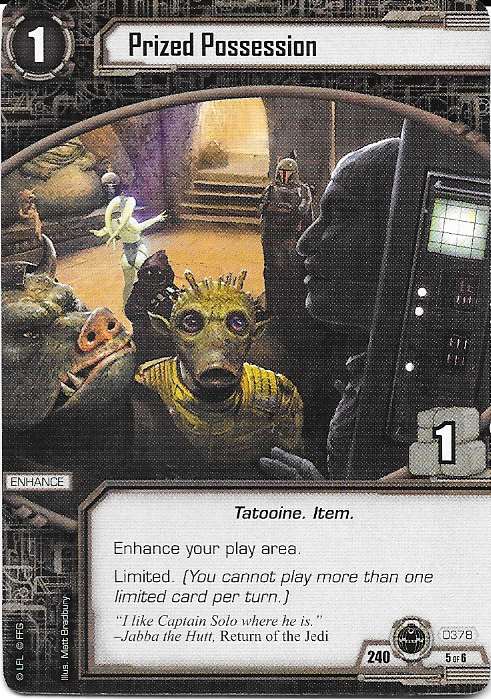 1
Prized Possession
1
ENHANCE
Tatooine. Item.
Enhance your play area.
Limited. (You cannot play more than one
limited card per turn.)
"I like Captain Solo where he is."
–Jabba the Hutt, Return of the Jedi
© LFL © FFG
Illus. Matt Bradbury
240
0378
5 of 6